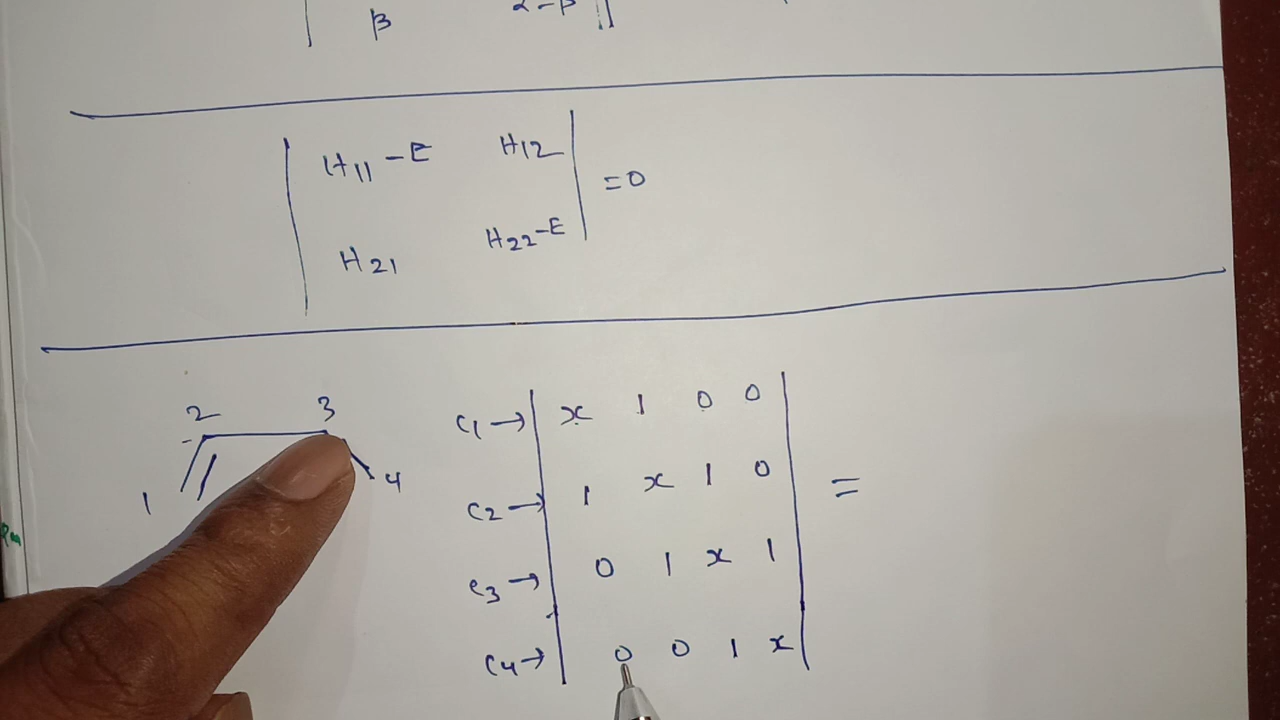 β α-β
H11-E H12
=0
H21 H22-E
2 3
1 4
C1→ x 1 0 0
C2→ 1 x 1 0 =
C3→ 0 1 x 1
C4→ 0 0 1 x